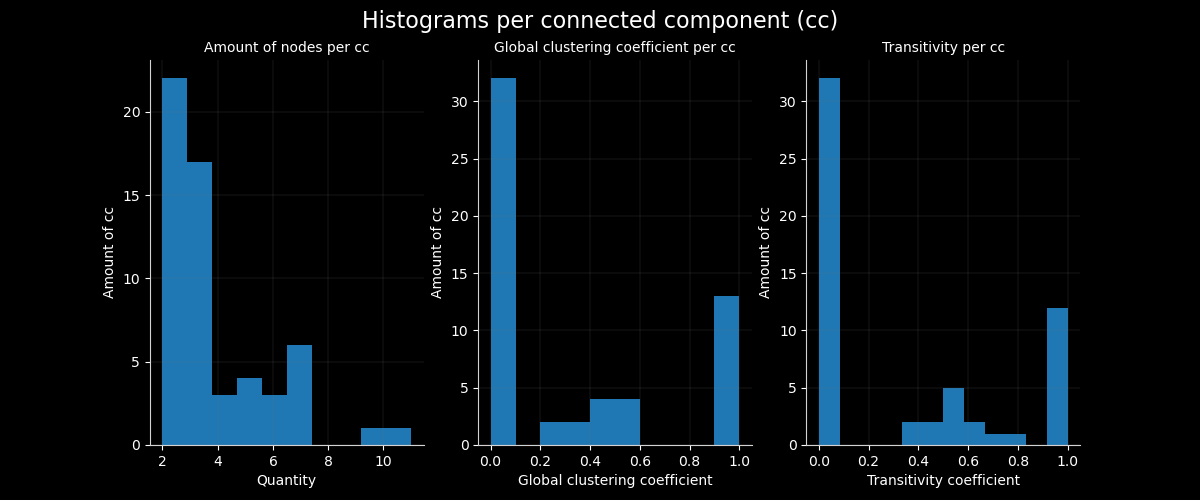 Histograms per connected component (cc)
Amount of nodes per cc
Global clustering coefficient per cc
Transitivity per cc
Amount of cc
20
15
10
5
0
2 4 6 8 10
Quantity
Amount of cc
30
25
20
15
10
5
0
0.0 0.2 0.4 0.6 0.8 1.0
Global clustering coefficient
Amount of cc
30
25
20
15
10
5
0
0.0 0.2 0.4 0.6 0.8 1.0
Transitivity coefficient